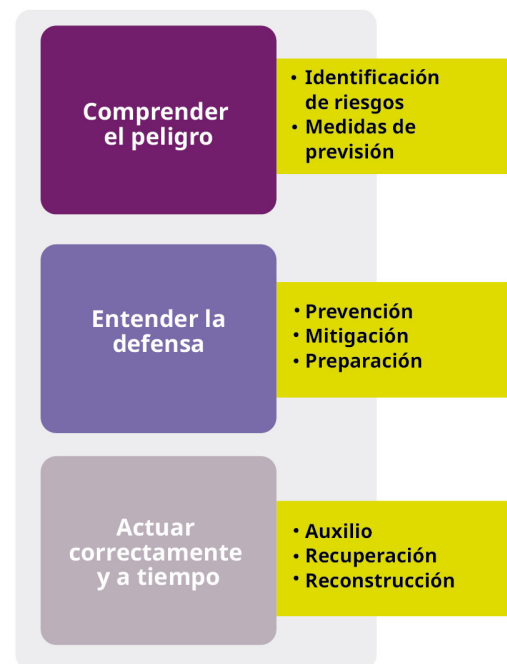 Comprender
el peligro
• Identificación
de riesgos
• Medidas de
previsión
Entender la
defensa
• Prevención
• Mitigación
• Preparación
Actuar
correctamente
y a tiempo
• Auxilio
• Recuperación
• Reconstrucción